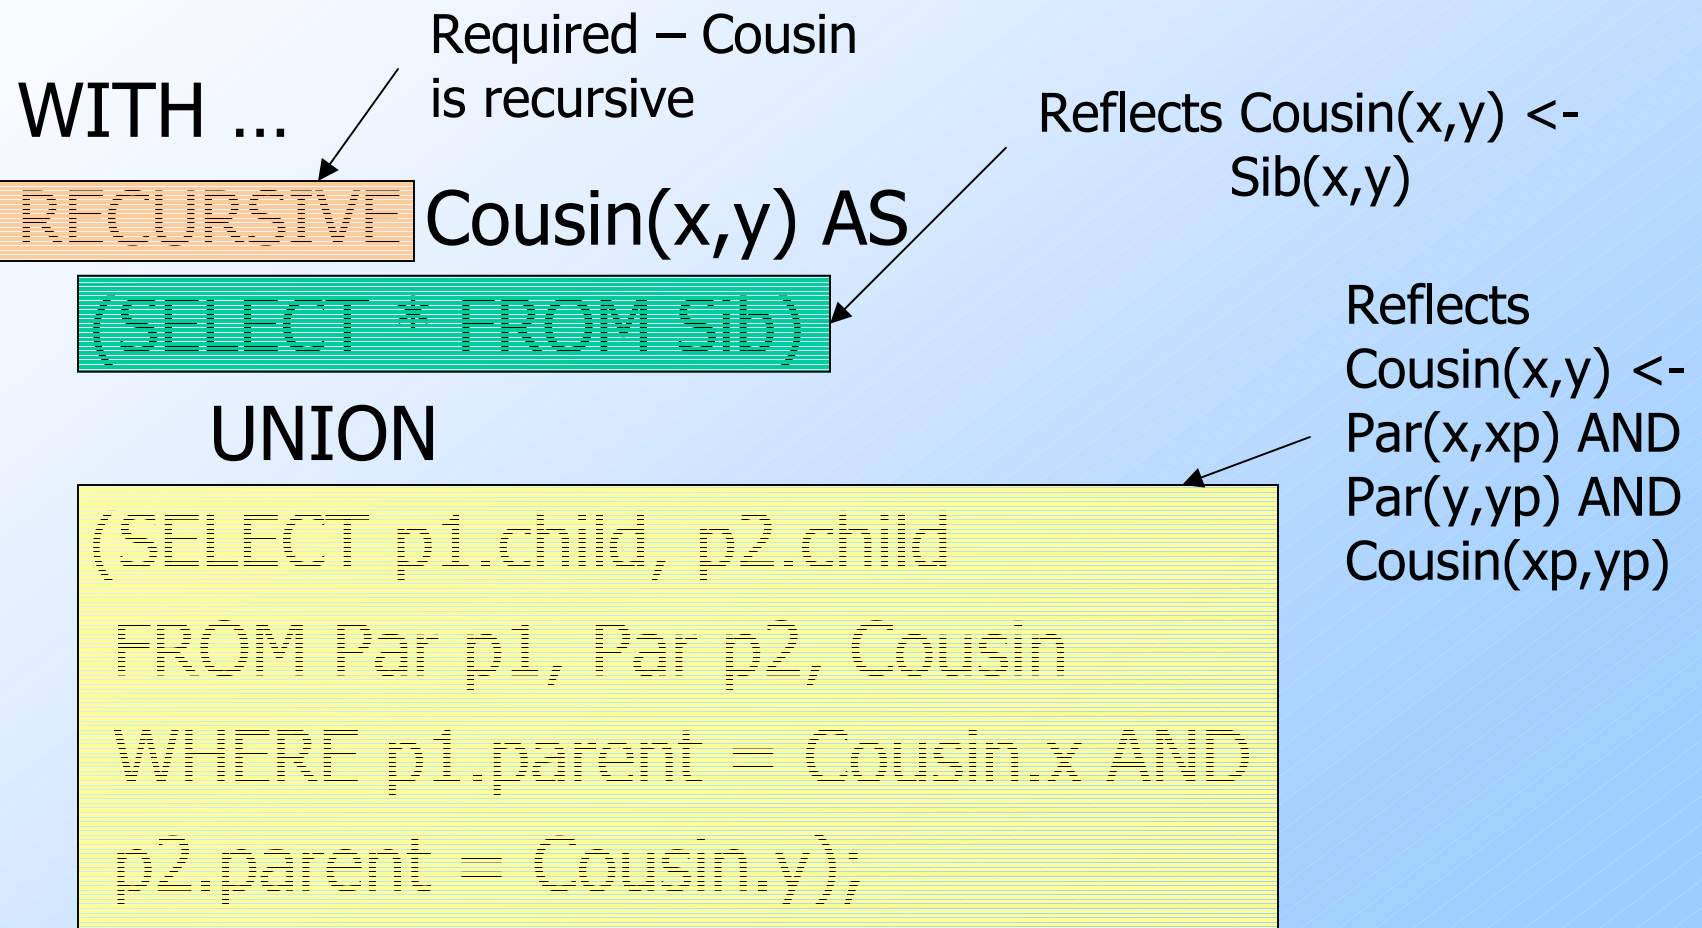 Required – Cousin
is recursive
WITH …
RECURSIVE Cousin(x,y) AS
(SELECT * FROM Sib)
UNION
(SELECT p1.child, p2.child
FROM Par p1, Par p2, Cousin
WHERE p1.parent = Cousin.x AND
p2.parent = Cousin.y);
Reflects Cousin(x,y) <-
Sib(x,y)
Reflects
Cousin(x,y) <-
Par(x,xp) AND
Par(y,yp) AND
Cousin(xp,yp)